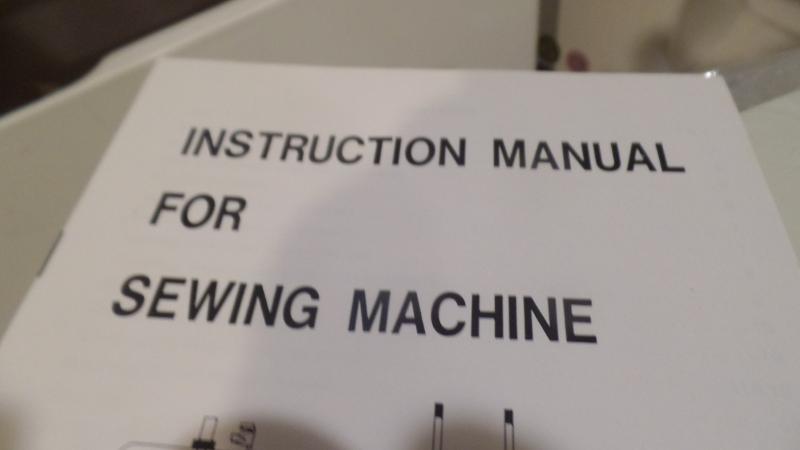 INSTRUCTION MANUAL
FOR
SEWING MACHINE